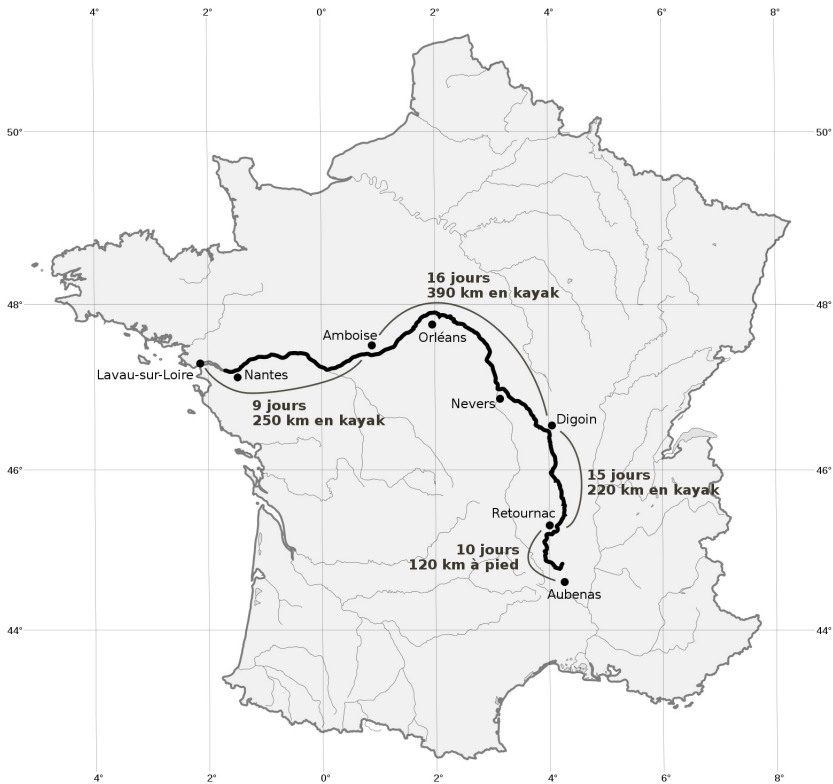 4°
2°
0°
2°
4°
6°
8°
50°
50°
16 jours
390 km en kayak
48°
48°
Amboise
Orléans
Lavau-sur-Loire
Nantes
9 jours
250 km en kayak
Nevers
Digoin
46°
46°
15 jours
220 km en kayak
Retournac
10 jours
120 km à pied
Aubenas
44°
44°
4°
2°
0°
2°
4°
6°
8°